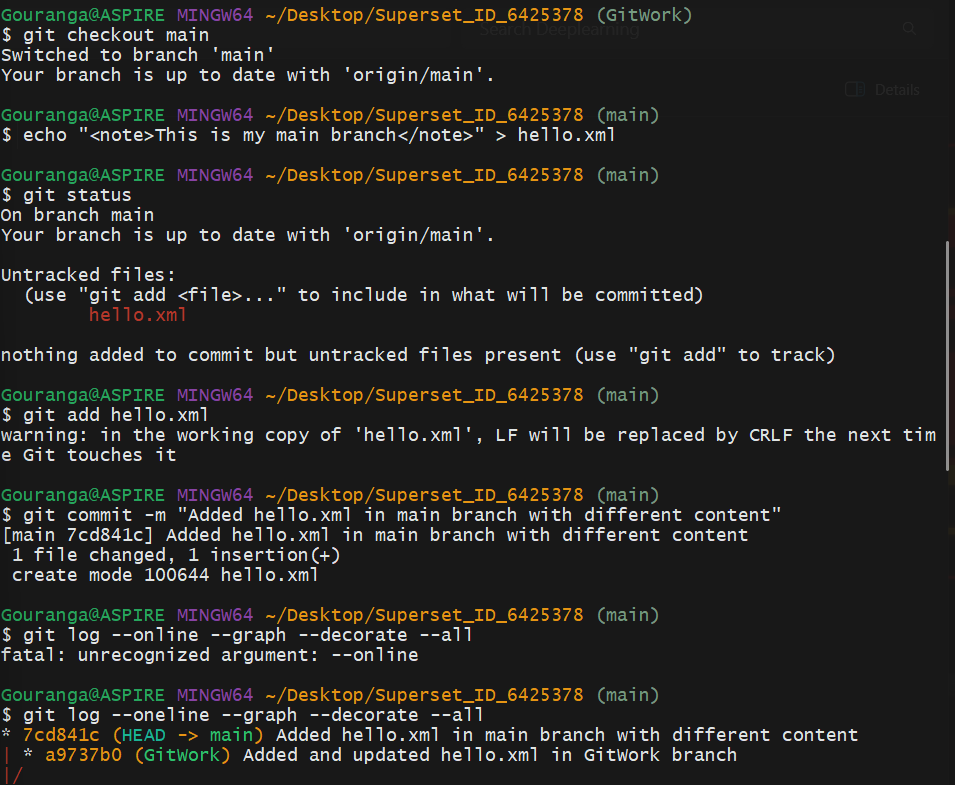 Gouranga@ASPIRE MINGW64 ~/Desktop/Superset_ID_6425378 (GitWork)
$ git checkout main
Search Deeplearning
Switched to branch 'main'
Your branch is up to date with 'origin/main'.
Details
Gouranga@ASPIRE MINGW64 ~/Desktop/Superset_ID_6425378 (main)
$ echo "<note>This is my main branch</note>" > hello.xml
Gouranga@ASPIRE MINGW64 ~/Desktop/Superset_ID_6425378 (main)
$ git status
On branch main
Your branch is up to date with 'origin/main'.
Untracked files:
  (use "git add <file>..." to include in what will be committed)
        hello.xml
nothing added to commit but untracked files present (use "git add" to track)
Gouranga@ASPIRE MINGW64 ~/Desktop/Superset_ID_6425378 (main)
$ git add hello.xml
warning: in the working copy of 'hello.xml', LF will be replaced by CRLF the next tim
e Git touches it
Gouranga@ASPIRE MINGW64 ~/Desktop/Superset_ID_6425378 (main)
$ git commit -m "Added hello.xml in main branch with different content"
[main 7cd841c] Added hello.xml in main branch with different content
 1 file changed, 1 insertion(+)
 create mode 100644 hello.xml
Gouranga@ASPIRE MINGW64 ~/Desktop/Superset_ID_6425378 (main)
$ git log --online --graph --decorate --all
fatal: unrecognized argument: --online
Gouranga@ASPIRE MINGW64 ~/Desktop/Superset_ID_6425378 (main)
$ git log --oneline --graph --decorate --all
* 7cd841c (HEAD -> main) Added hello.xml in main branch with different content
| * a9737b0 (GitWork) Added and updated hello.xml in GitWork branch
|/